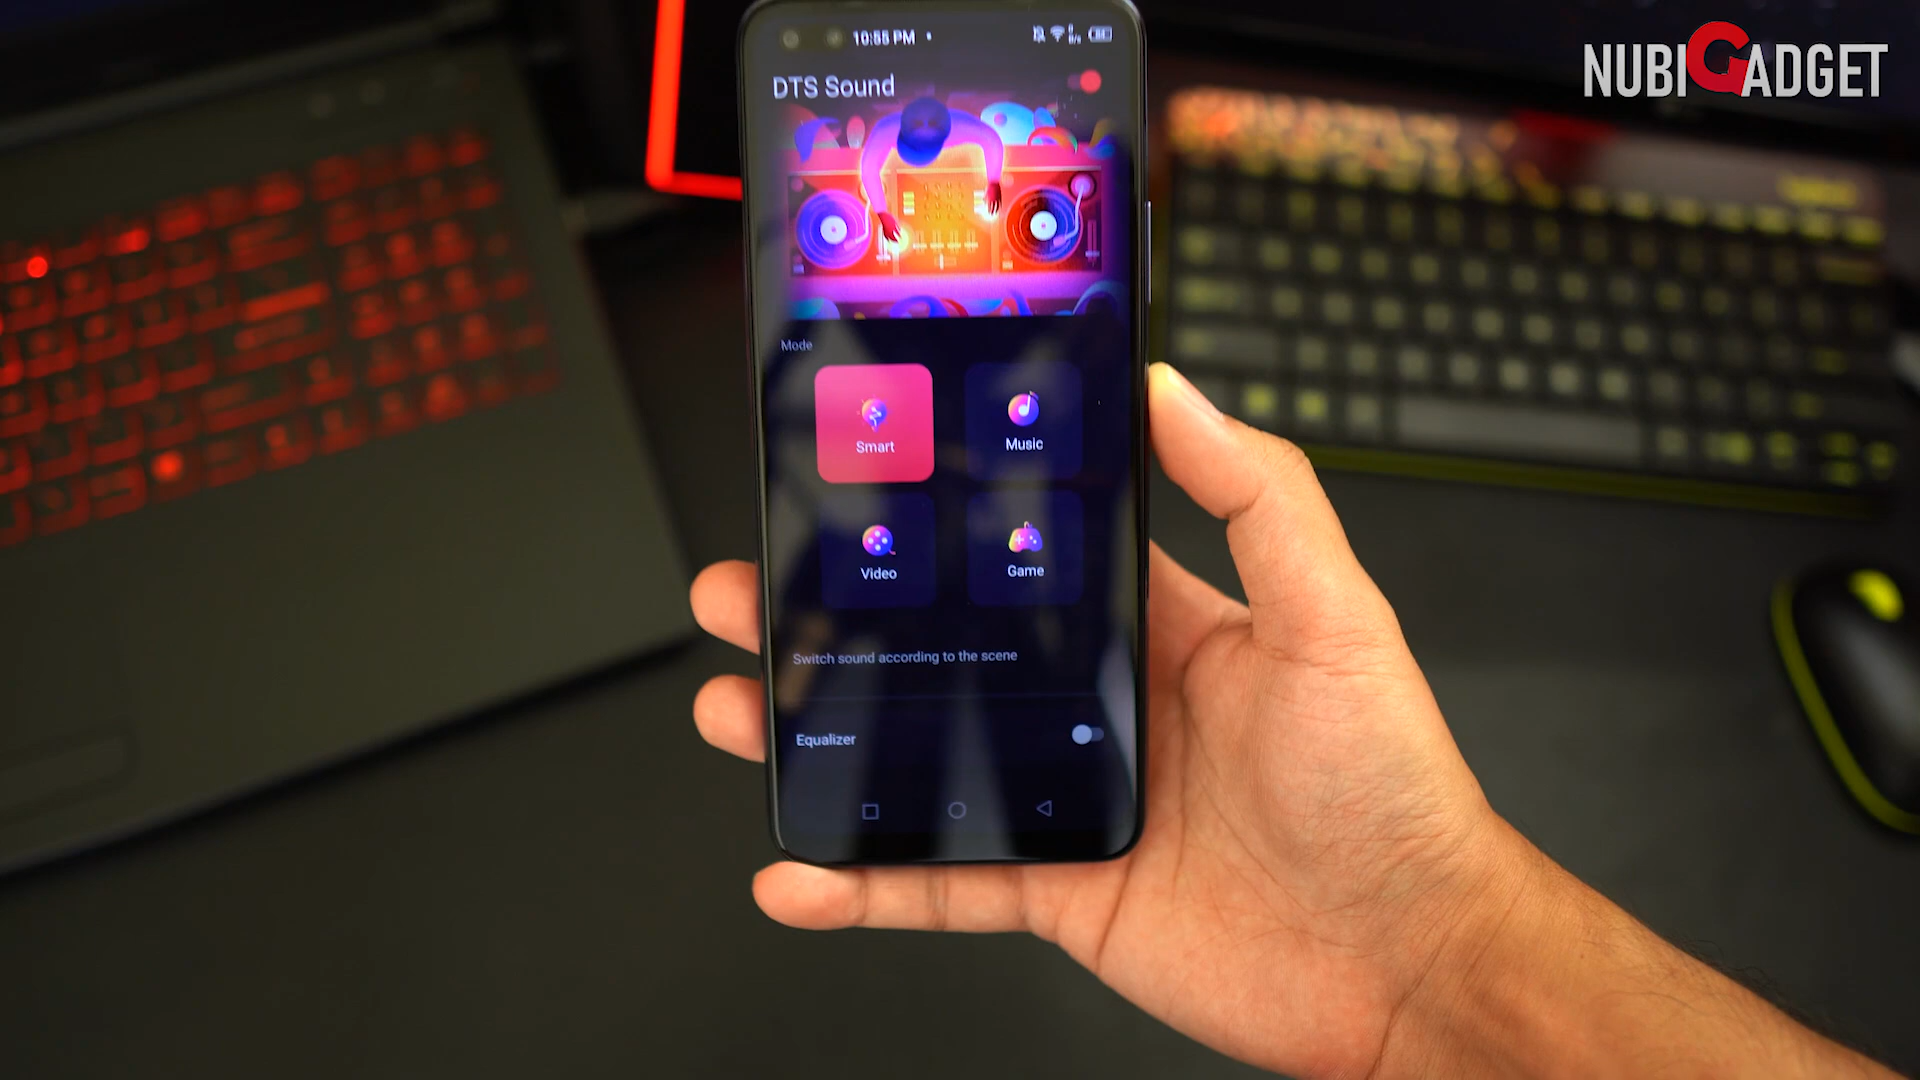 NUBIGADGET
10:55 PM
DTS Sound
Mode
Smart
Music
Video
Game
Switch sound according to the scene
Equalizer